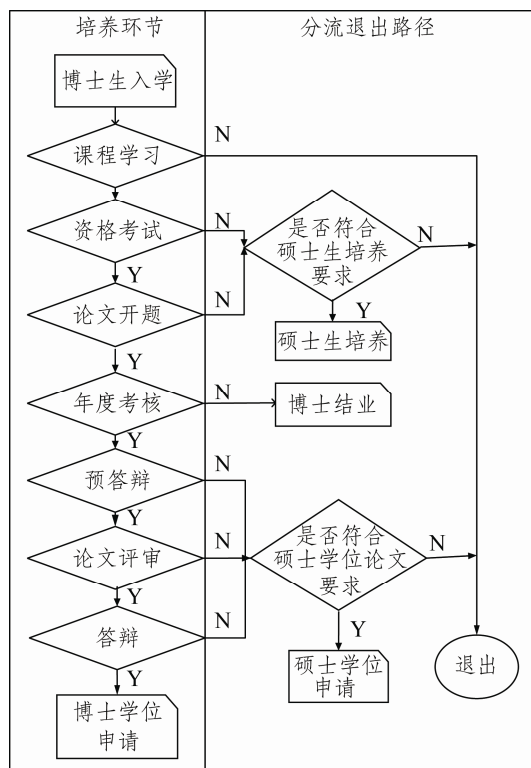 培养环节
分流退出路径
博士生入学
课程学习
N
资格考试
N
Y
是否符合
硕士生培养
要求
N
Y
论文开题
N
Y
硕士生培养
年度考核
N
Y
博士结业
预答辩
N
Y
论文评审
N
Y
是否符合
硕士学位论文
要求
N
Y
答辩
N
Y
硕士学位
申请
退出
博士学位
申请